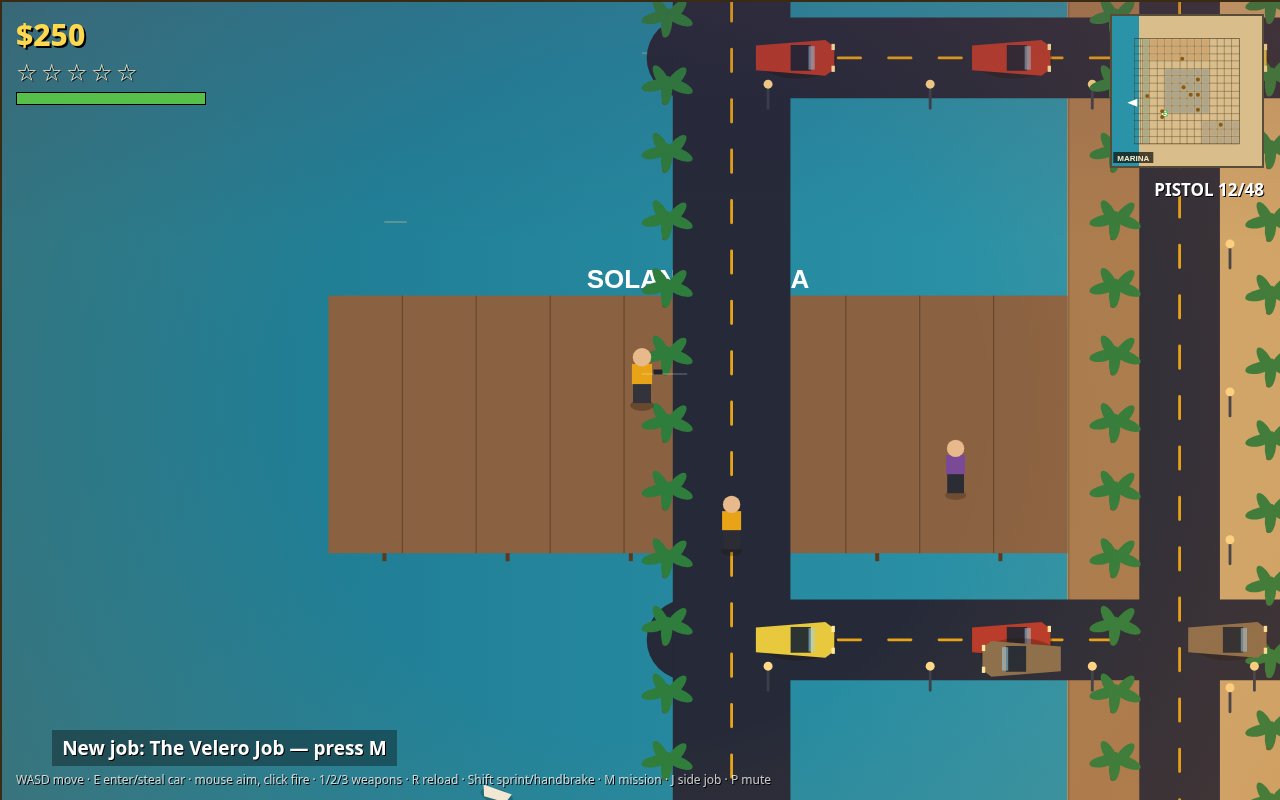 $250
MARINA
PISTOL 12/48
SOLA
A
New job: The Velero Job — press M
WASD move · E enter/steal car · mouse aim, click fire · 1/2/3 weapons · R reload · Shift sprint/handbrake · M mission · J side job · P mute